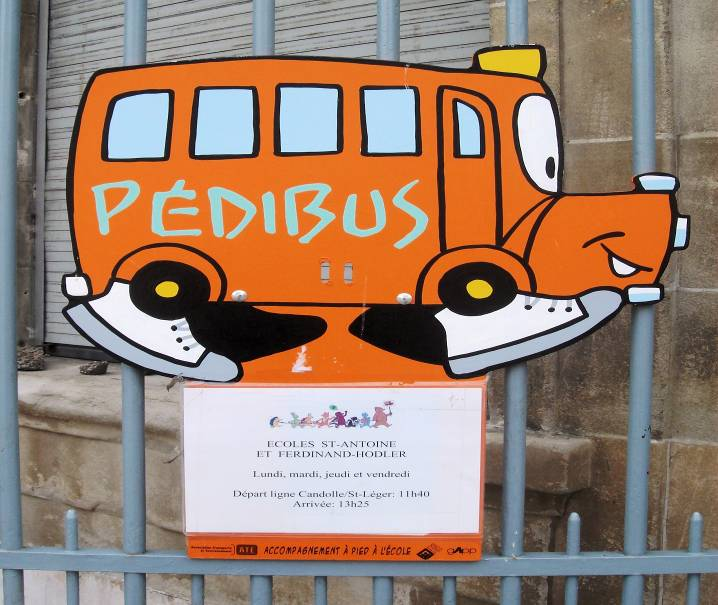 PÉDIBUS
ECOLES ST-ANTOINE
ET FERDINAND-HODLER
Lundi, mardi, jeudi et vendredi
Départ ligne Candolle/St-Léger: 11h40
Arrivée: 13h25
ATE ACCOMPAGNEMENT À PIED À L'ÉCOLE gApp